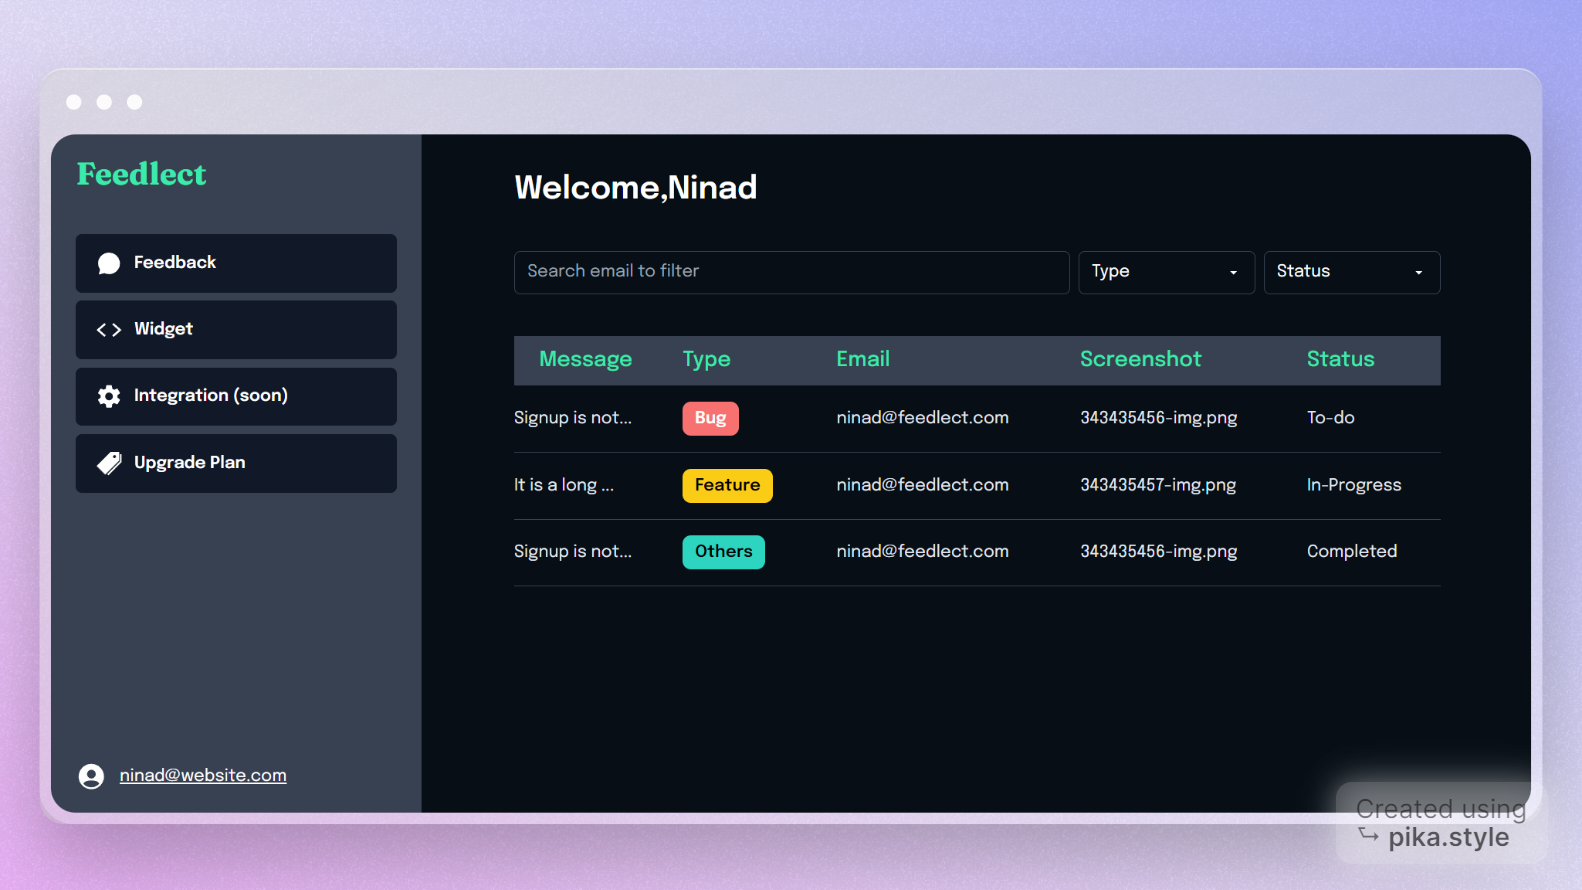 Feedlect
Feedback
Widget
Integration (soon)
Upgrade Plan
ninad@website.com
Welcome,Ninad
Search email to filter Type Status
Message Type Email Screenshot Status
Signup is not... Bug ninad@feedlect.com 343435456-img.png To-do
It is a long ... Feature ninad@feedlect.com 343435457-img.png In-Progress
Signup is not... Others ninad@feedlect.com 343435456-img.png Completed
Created using
pika.style